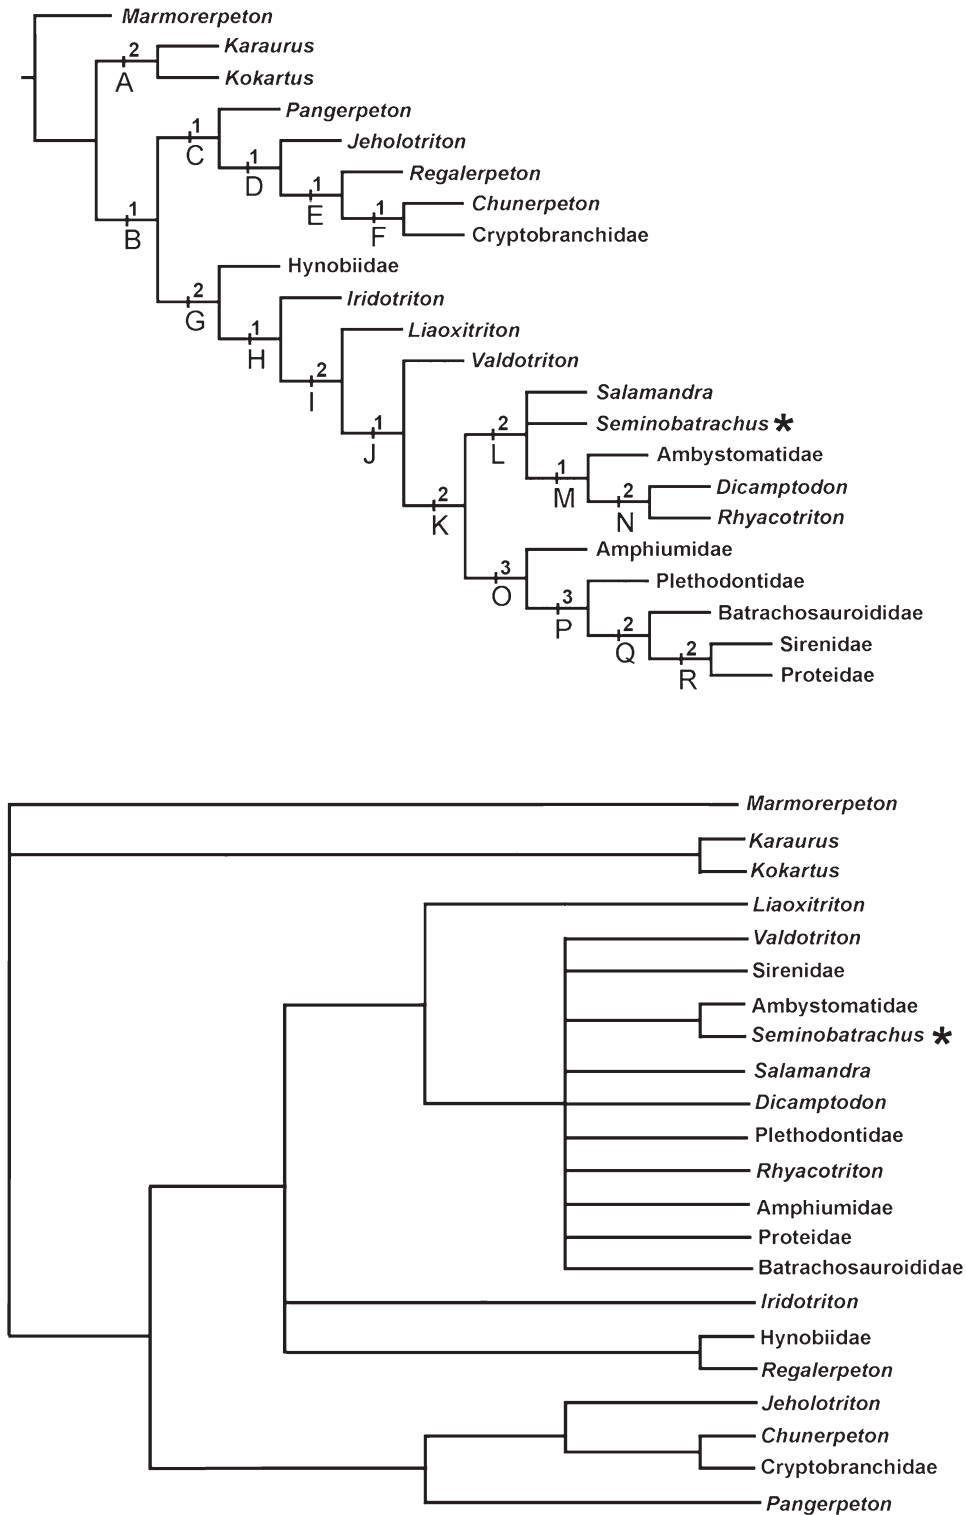 Marmorerpeton
2 Karaurus
A Kokartus
Pangerpeton
1
C Jeholotriton
1
D Regalerpeton
1
E Chunerpeton
1
F Cryptobranchidae
1
B
Hynobiidae
2
G Iridotriton
1
H Liaoxitriton
2
I Valdotriton
1
J Salamandra
2 Seminobatrachus *
L Ambystomatidae
1
M Dicamptodon
2
N Rhyacotriton
2
K
Amphiumidae
3
O Plethodontidae
3
P Batrachosauroididae
2
Q Sirenidae
2
R Proteidae
Marmorerpeton
Karaurus
Kokartus
Liaoxitriton
Valdotriton
Sirenidae
Ambystomatidae
Seminobatrachus *
Salamandra
Dicamptodon
Plethodontidae
Rhyacotriton
Amphiumidae
Proteidae
Batrachosauroididae
Iridotriton
Hynobiidae
Regalerpeton
Jeholotriton
Chunerpeton
Cryptobranchidae
Pangerpeton